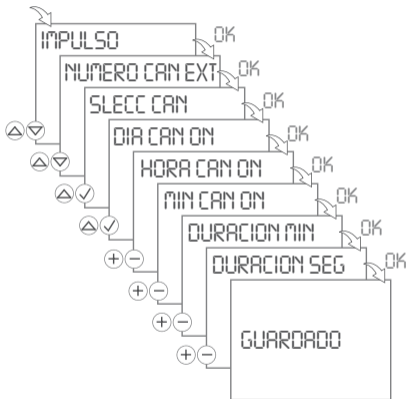 IMPULSO
OK
NUMERO CAN EXT
OK
SLECC CAN
OK
DIA CAN ON
OK
HORA CAN ON
OK
MIN CAN ON
OK
DURACION MIN
OK
DURACION SEG
OK
GUARDADO